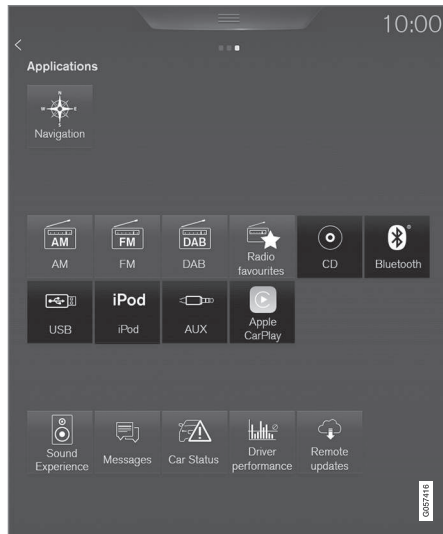 10:00
Applications
N
W E
S
Navigation
AM FM DAB
AM FM DAB Radio favourites CD Bluetooth
iPod
USB iPod AUX Apple CarPlay
Sound Experience Messages Car Status Driver performance Remote updates
G057416